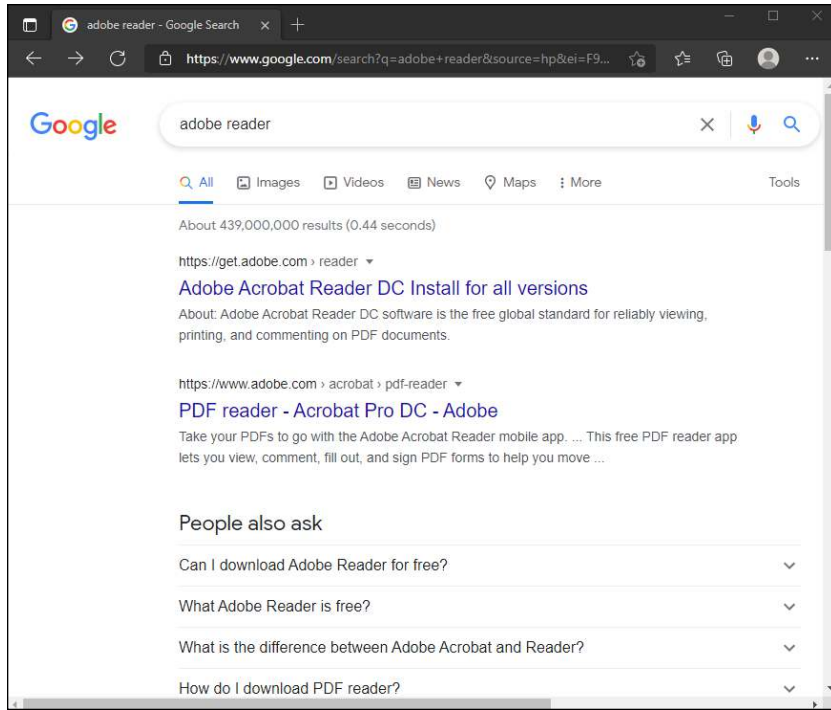 adobe reader - Google Search
https://www.google.com/search?q=adobe+reader&source=hp&ei=F9...
Google
adobe reader
All Images Videos News Maps More Tools
About 439,000,000 results (0.44 seconds)
https://get.adobe.com › reader
Adobe Acrobat Reader DC Install for all versions
About: Adobe Acrobat Reader DC software is the free global standard for reliably viewing,
printing, and commenting on PDF documents.
https://www.adobe.com › acrobat › pdf-reader
PDF reader - Acrobat Pro DC - Adobe
Take your PDFs to go with the Adobe Acrobat Reader mobile app. ... This free PDF reader app
lets you view, comment, fill out, and sign PDF forms to help you move ...
People also ask
Can I download Adobe Reader for free?
What Adobe Reader is free?
What is the difference between Adobe Acrobat and Reader?
How do I download PDF reader?